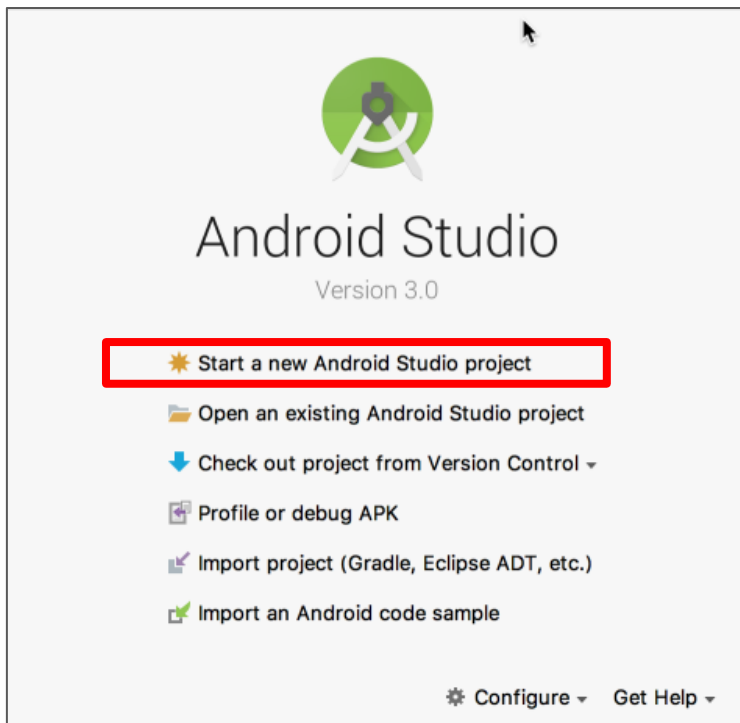 Android Studio
Version 3.0
Start a new Android Studio project
Open an existing Android Studio project
Check out project from Version Control
Profile or debug APK
Import project (Gradle, Eclipse ADT, etc.)
Import an Android code sample
Configure Get Help